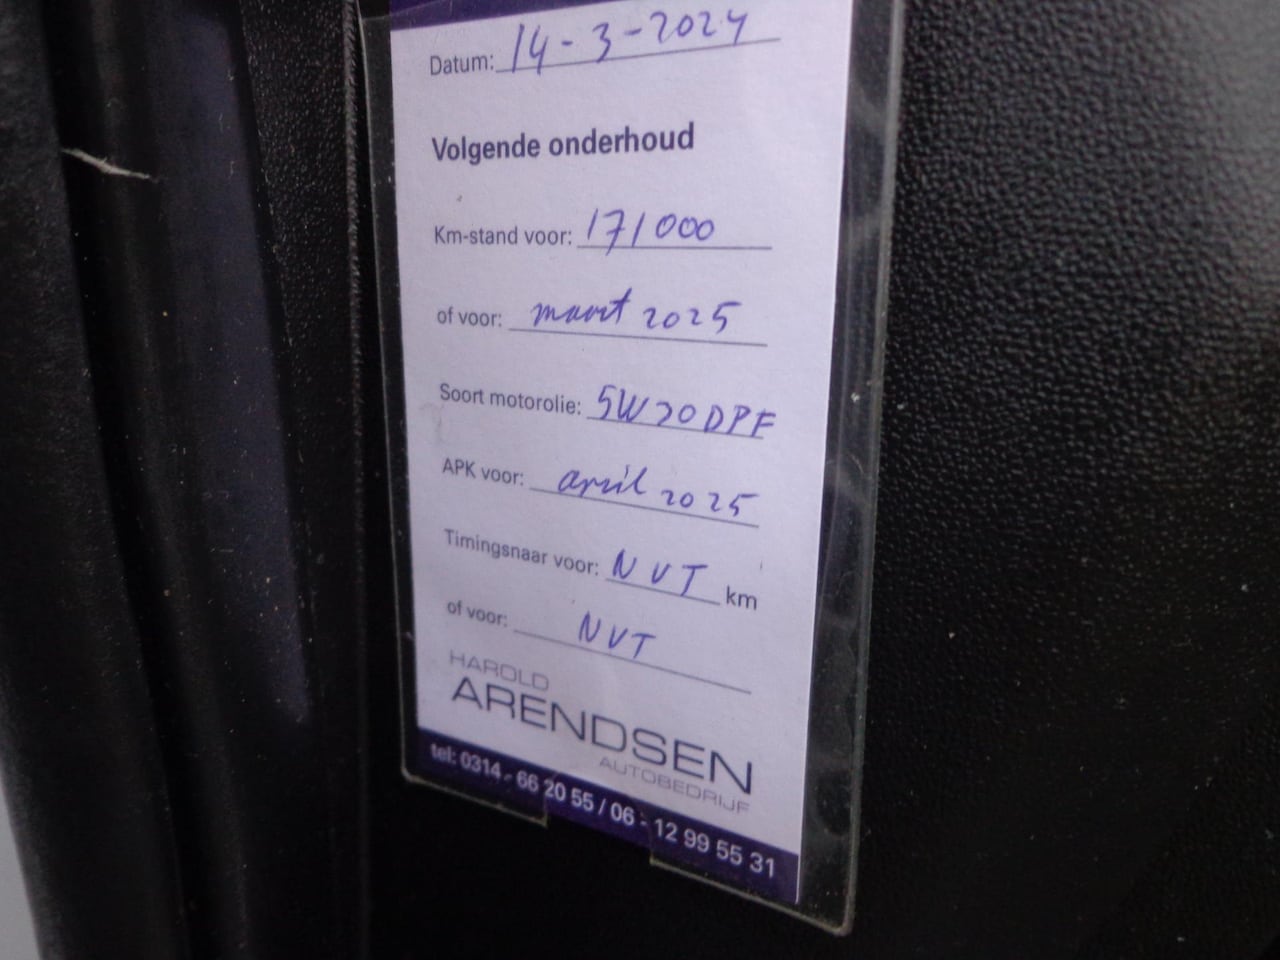 Datum: 14-3-2024
Volgende onderhoud
Km-stand voor: 171000
of voor: maart 2025
Soort motorolie: 5W30DPF
APK voor: april 2025
Timingsnaar voor: NVT km
of voor: NVT
HAROLD
ARENDSEN
AUTOBEDRIJF
tel: 0314 - 66 20 55 / 06 - 12 99 55 31